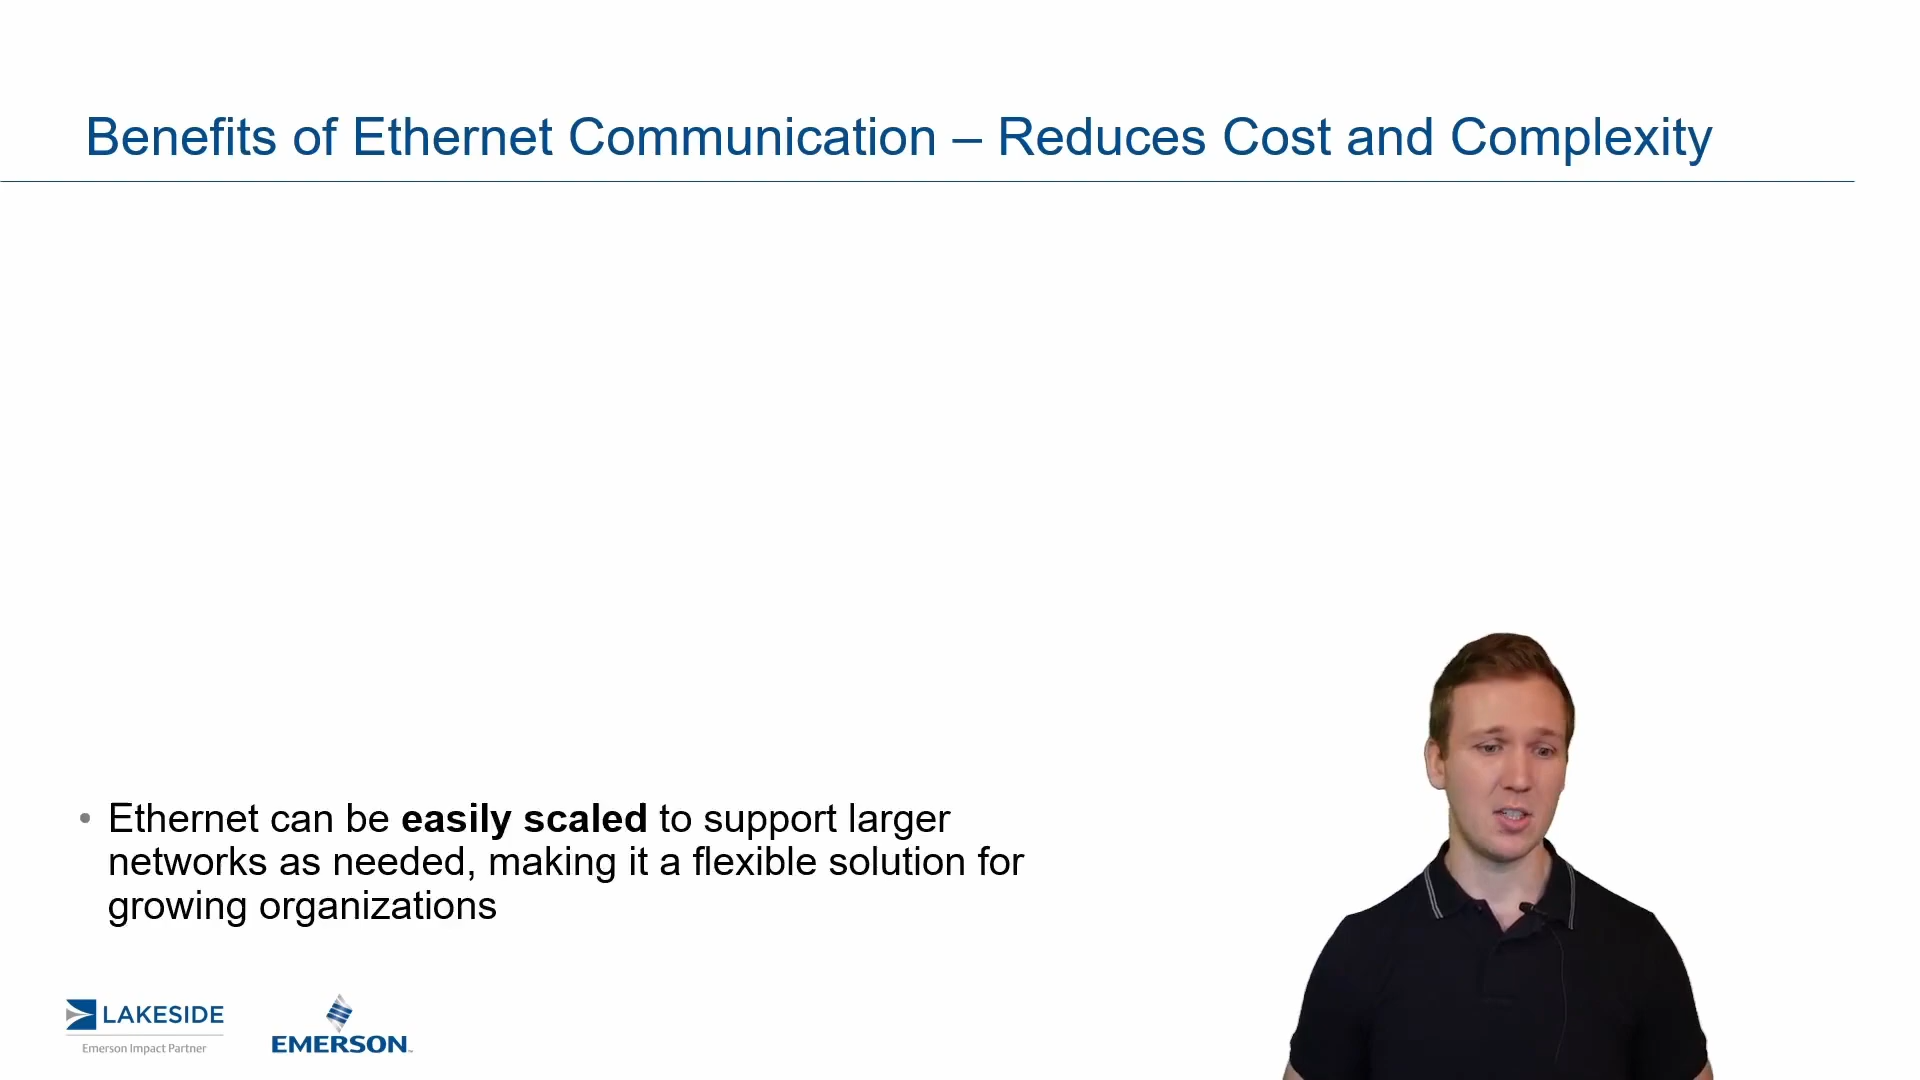 Benefits of Ethernet Communication – Reduces Cost and Complexity
• Ethernet can be easily scaled to support larger
networks as needed, making it a flexible solution for
growing organizations
LAKESIDE
Emerson Impact Partner
EMERSON™